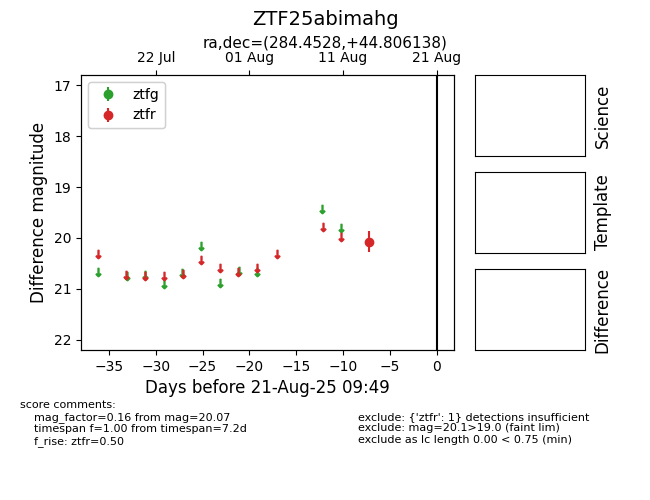 ZTF25abimahg
ra,dec=(284.4528,+44.806138)
22 Jul
01 Aug
11 Aug
21 Aug
ztfg
ztfr
17
18
19
20
21
22
Difference magnitude
−35
−30
−25
−20
−15
−10
−5
0
Days before 21-Aug-25 09:49
Science
Template
Difference
score comments:
mag_factor=0.16 from mag=20.07
timespan f=1.00 from timespan=7.2d
f_rise: ztfr=0.50
exclude: {'ztfr': 1} detections insufficient
exclude: mag=20.1>19.0 (faint lim)
exclude as lc length 0.00 < 0.75 (min)